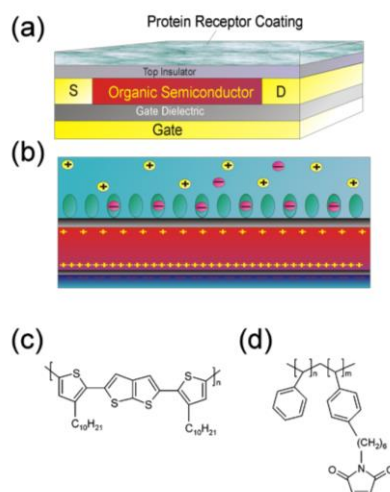 (a)
Protein Receptor Coating
Top Insulator
S
Organic Semiconductor
D
Gate Dielectric
Gate
(b)
(c)
(d)
S
S
S
S
n
C10H21
C10H21
n
m
(CH2)6
N
O
O